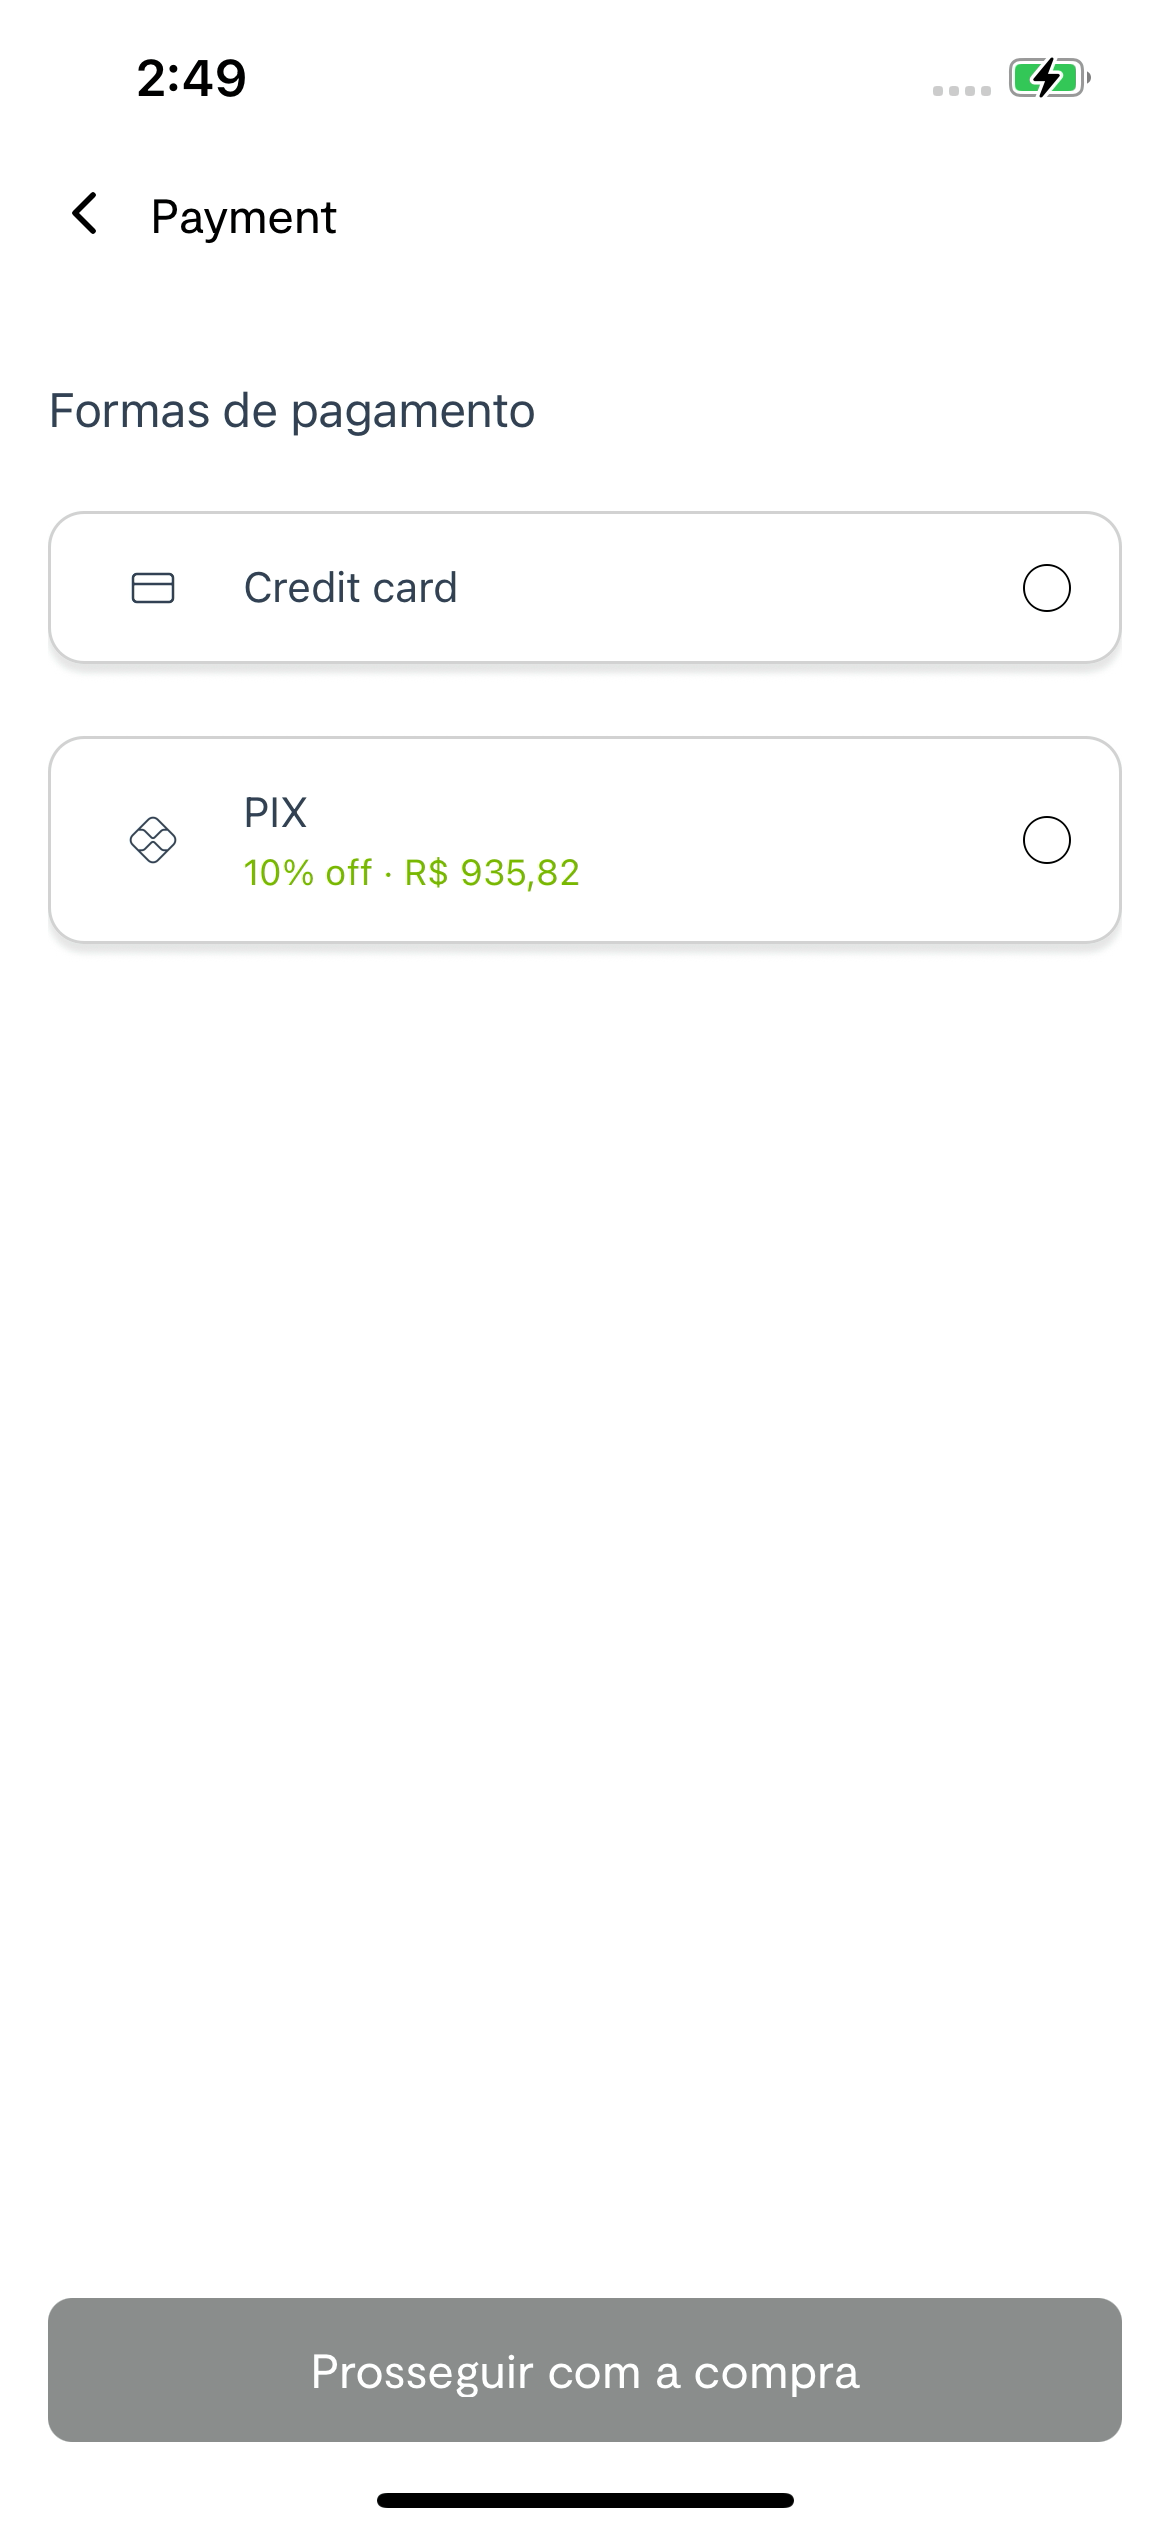 2:49
Payment
Formas de pagamento
Credit card
PIX
10% off · R$ 935,82
Prosseguir com a compra